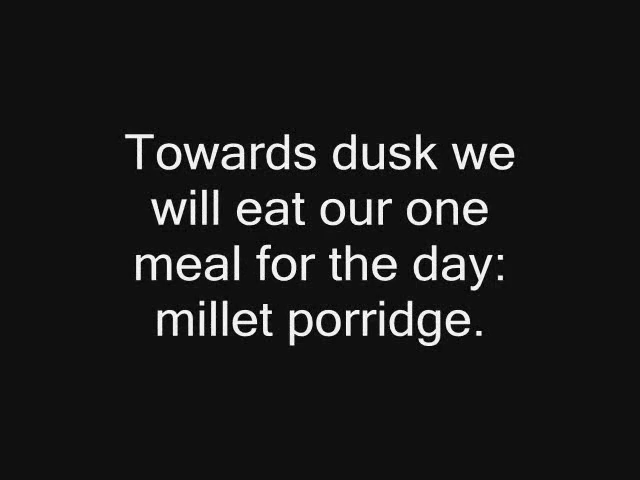 Towards dusk we
will eat our one
meal for the day:
millet porridge.